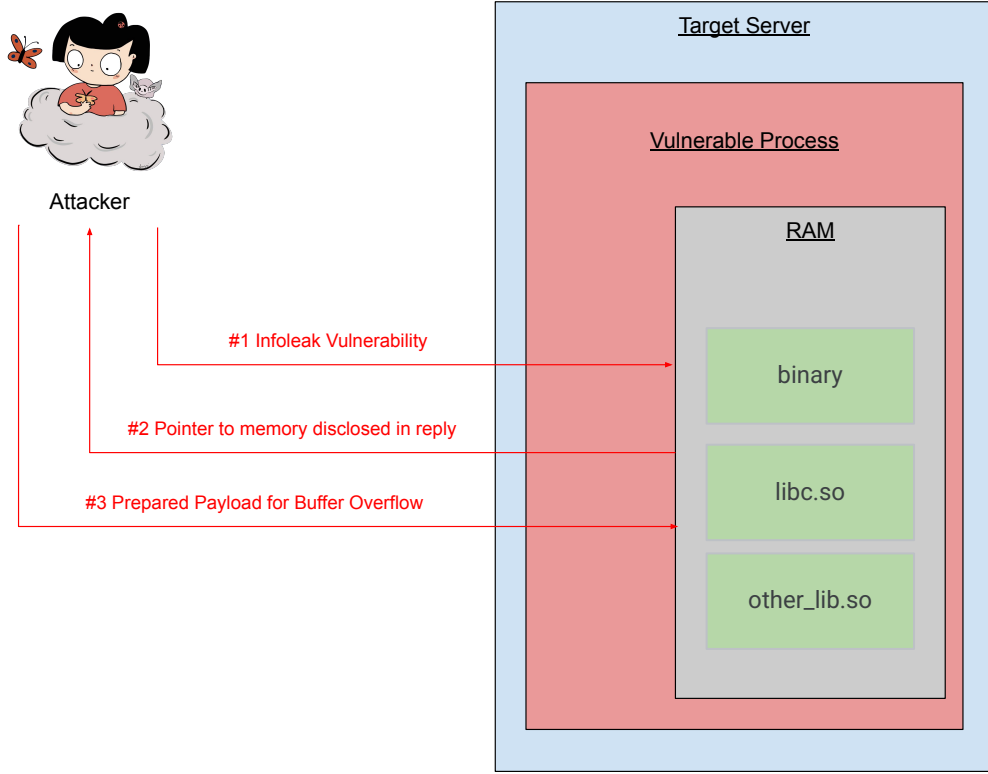 Target Server
Vulnerable Process
Attacker
RAM
#1 Infoleak Vulnerability
binary
#2 Pointer to memory disclosed in reply
libc.so
#3 Prepared Payload for Buffer Overflow
other_lib.so